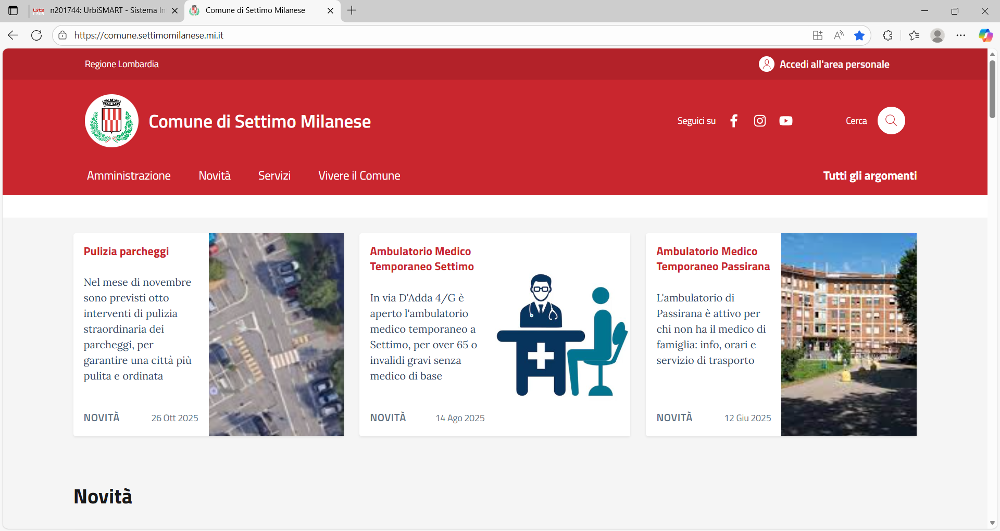 n201744: UrbiSMART - Sistema In
Comune di Settimo Milanese
https://comune.settimomilanese.mi.it
Regione Lombardia
Accedi all'area personale
Comune di Settimo Milanese
Seguici su
Cerca
Amministrazione
Novità
Servizi
Vivere il Comune
Tutti gli argomenti
Pulizia parcheggi
Nel mese di novembre
sono previsti otto
interventi di pulizia
straordinaria dei
parcheggi, per
garantire una città più
pulita e ordinata
NOVITÀ
26 Ott 2025
Ambulatorio Medico
Temporaneo Settimo
In via D'Adda 4/G è
aperto l'ambulatorio
medico temporaneo a
Settimo, per over 65 o
invalidi gravi senza
medico di base
NOVITÀ
14 Ago 2025
Ambulatorio Medico
Temporaneo Passirana
L'ambulatorio di
Passirana è attivo per
chi non ha il medico di
famiglia: info, orari e
servizio di trasporto
NOVITÀ
12 Giu 2025
Novità